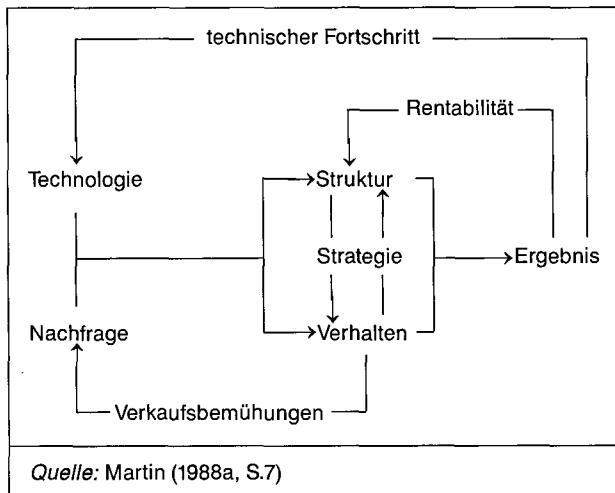 technischer Fortschritt
Rentabilität
Technologie
Struktur
Strategie
Ergebnis
Nachfrage
Verhalten
Verkaufsbemühungen
Quelle: Martin (1988a, S.7)